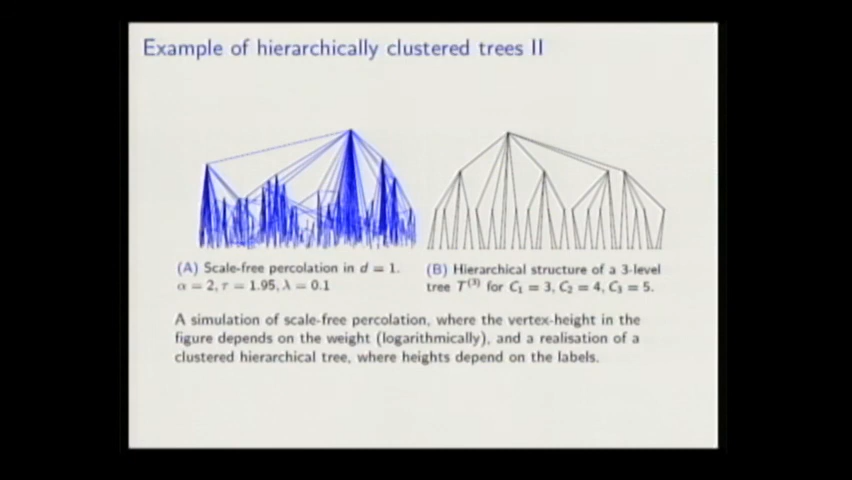 Example of hierarchically clustered trees II
(A) Scale-free percolation in d = 1.
α = 2, τ = 1.95, λ = 0.1
(B) Hierarchical structure of a 3-level
tree T⁽³⁾ for C₁ = 3, C₂ = 4, C₃ = 5.
A simulation of scale-free percolation, where the vertex-height in the
figure depends on the weight (logarithmically), and a realisation of a
clustered hierarchical tree, where heights depend on the labels.